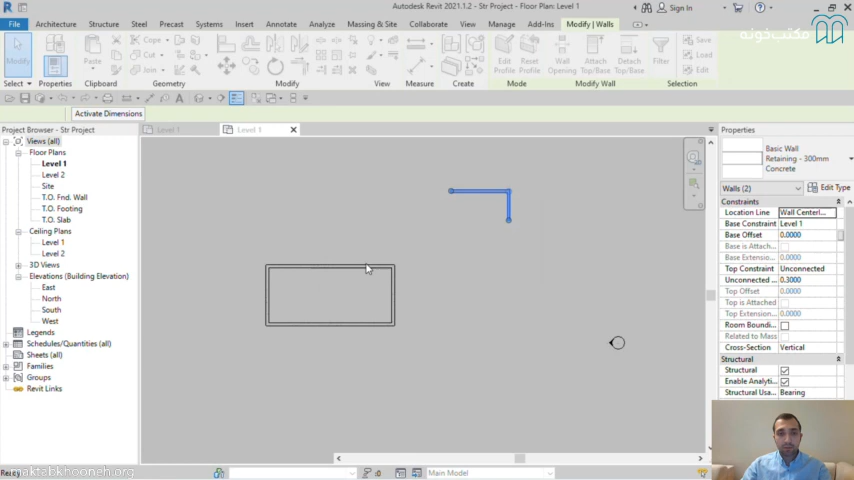 Autodesk Revit 2021.1.2 - Str Project - Floor Plan: Level 1
Sign In
File Architecture Structure Steel Precast Systems Insert Annotate Analyze Massing & Site Collaborate View Manage Add-Ins Modify | Walls
مکتب‌خونه
Modify Paste Cope Cut Join Edit Profile Reset Profile Wall Opening Attach Top/Base Detach Top/Base Filter Save Load Edit
Select Properties Clipboard Geometry Modify View Measure Create Mode Modify Wall Selection
Activate Dimensions
Project Browser - Str Project
Level 1
Level 1
Properties
Views (all)
Floor Plans
Level 1
Level 2
Site
T.O. Fnd. Wall
T.O. Footing
T.O. Slab
Ceiling Plans
Level 1
Level 2
3D Views
Elevations (Building Elevation)
East
North
South
West
Legends
Schedules/Quantities (all)
Sheets (all)
Families
Groups
Revit Links
Basic Wall
Retaining - 300mm
Concrete
Walls (2) Edit Type
Constraints
Location Line Wall Centerl...
Base Constraint Level 1
Base Offset 0.0000
Base is Attach...
Base Extensio... 0.0000
Top Constraint Unconnected
Unconnected ... 0.3000
Top Offset 0.0000
Top is Attached
Top Extension... 0.0000
Room Boundi...
Related to Mass
Cross-Section Vertical
Structural
Structural
Enable Analyti...
Structural Usa... Bearing
maktabkhooneh.org
Main Model